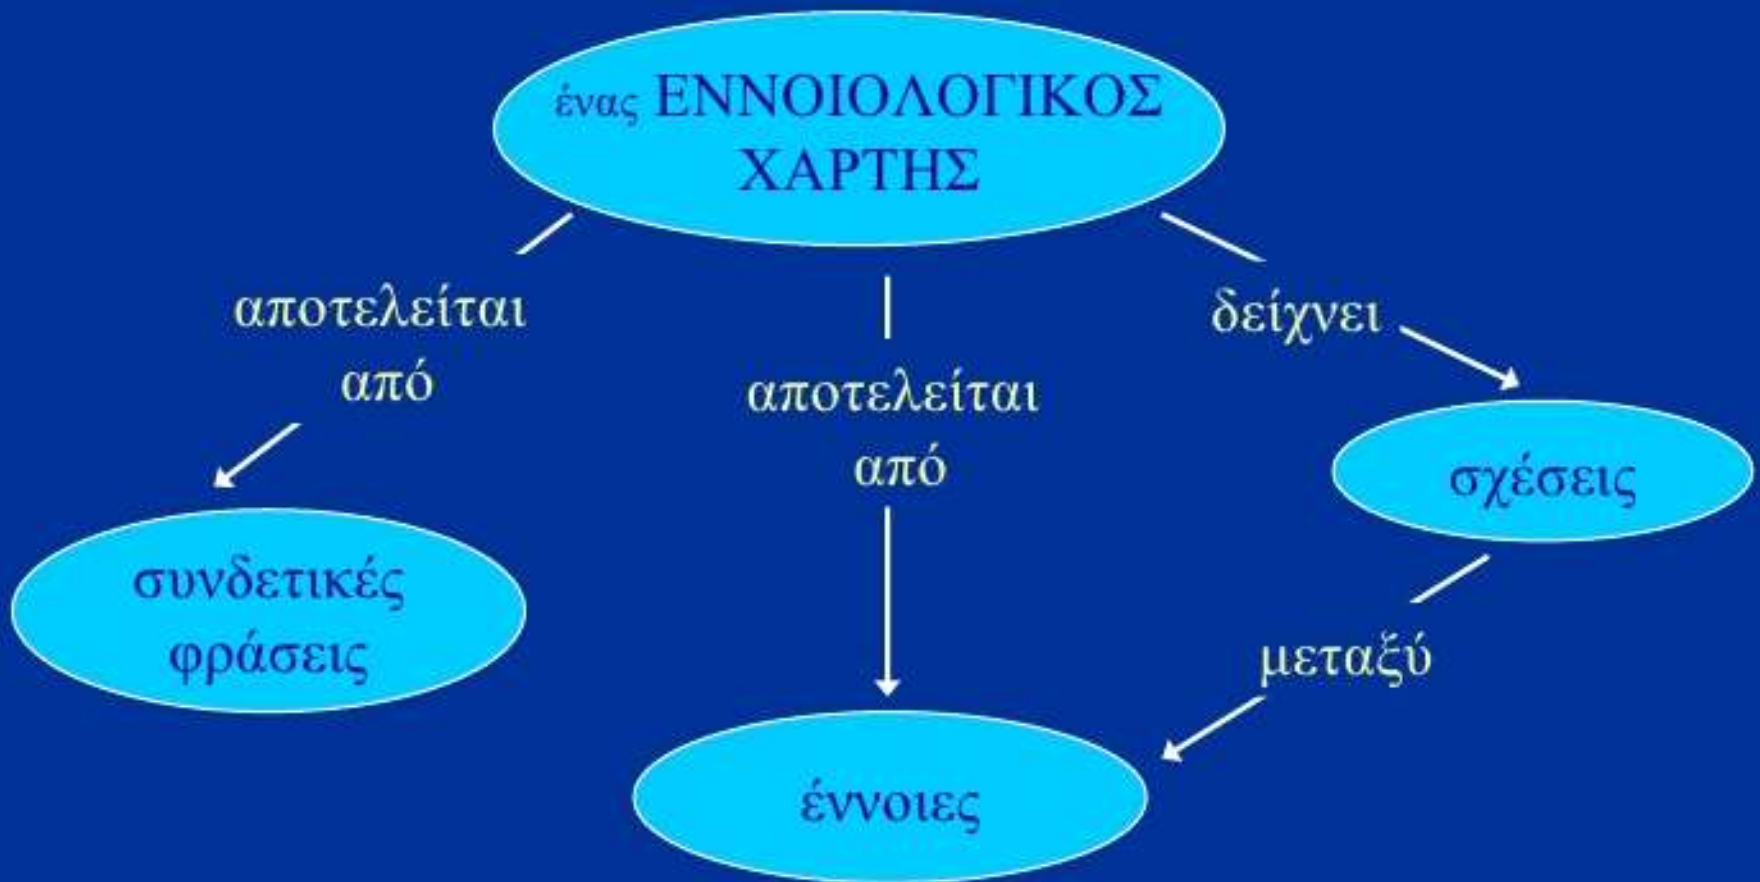 ένας ΕΝΝΟΙΟΛΟΓΙΚΟΣ
ΧΑΡΤΗΣ
αποτελείται
από
αποτελείται
από
δείχνει
συνδετικές
φράσεις
σχέσεις
μεταξύ
έννοιες